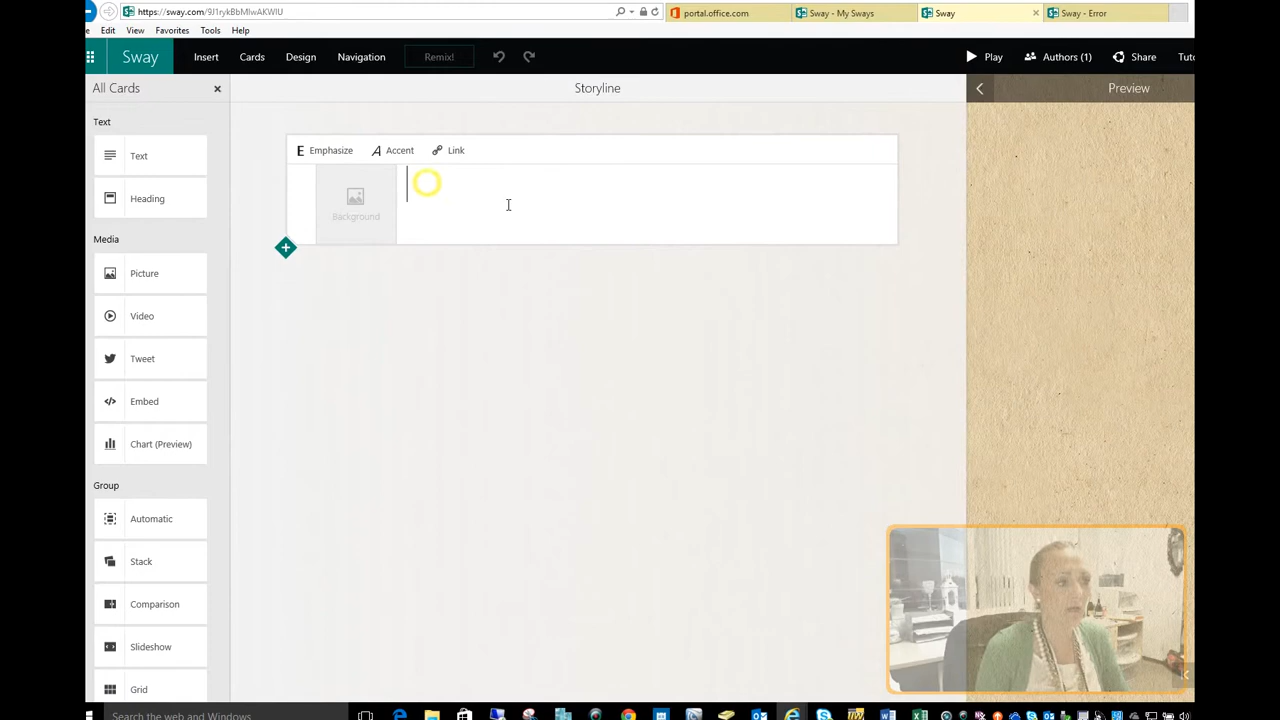 https://sway.com/9J1rykBbMlwAKWIU
portal.office.com
Sway - My Sways
Sway
Sway - Error
Edit View Favorites Tools Help
Sway Insert Cards Design Navigation Remix! Play Authors (1) Share Tuto
All Cards
Storyline
Preview
Text
Emphasize Accent Link
Text
Heading
Background
Media
Picture
Video
Tweet
Embed
Chart (Preview)
Group
Automatic
Stack
Comparison
Slideshow
Grid
Search the web and Windows